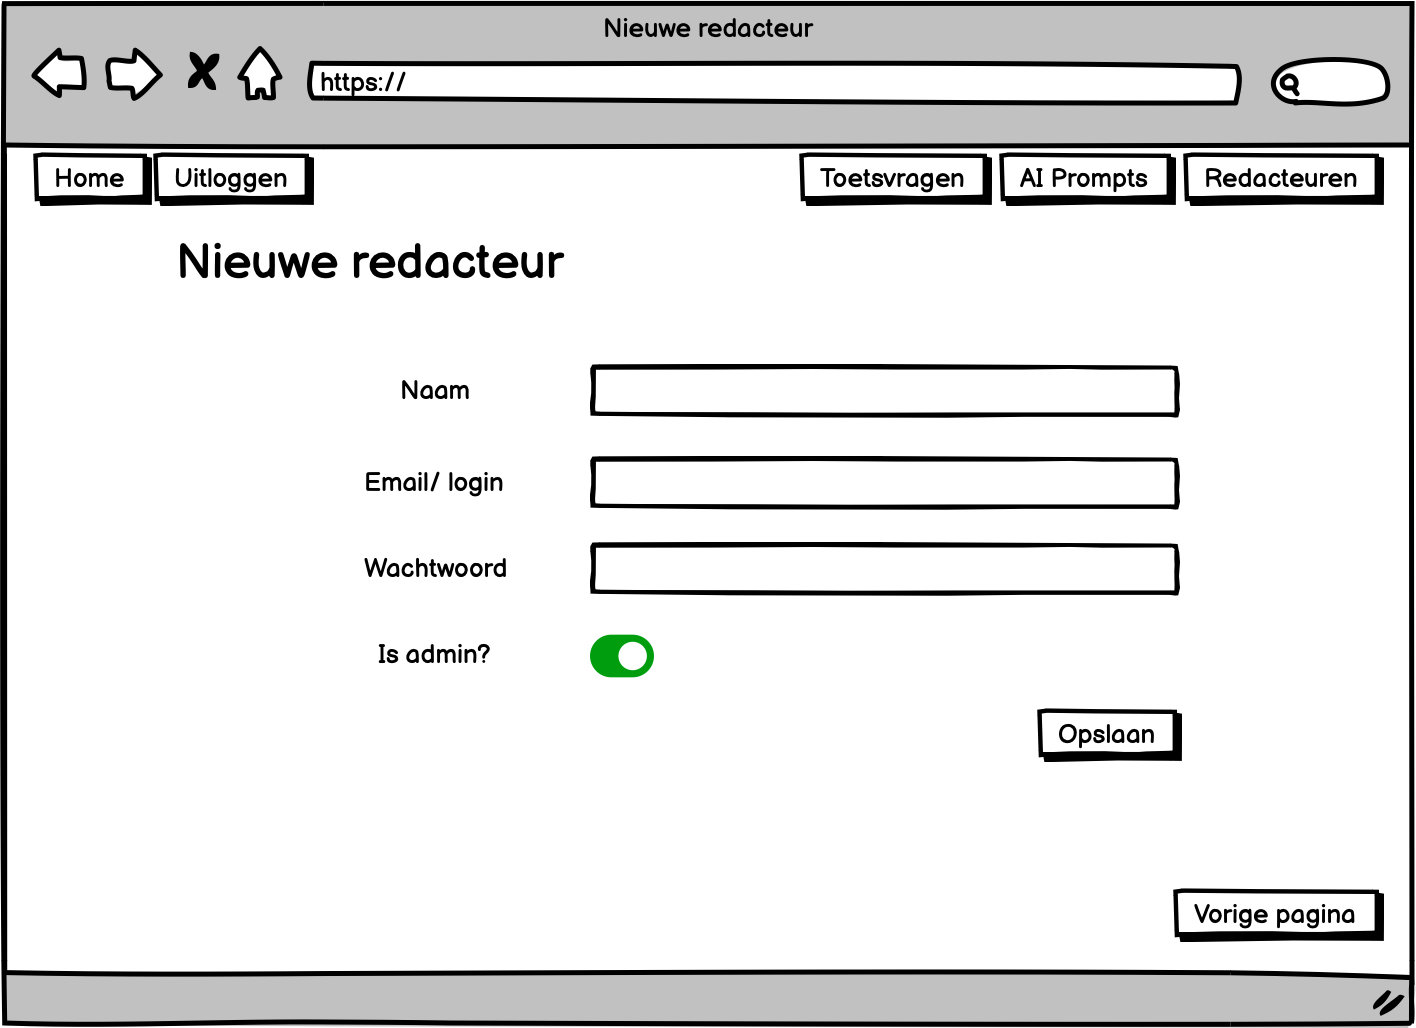 Nieuwe redacteur
https://
Home
Uitloggen
Toetsvragen
AI Prompts
Redacteuren
Nieuwe redacteur
Naam
Email/ login
Wachtwoord
Is admin?
Opslaan
Vorige pagina